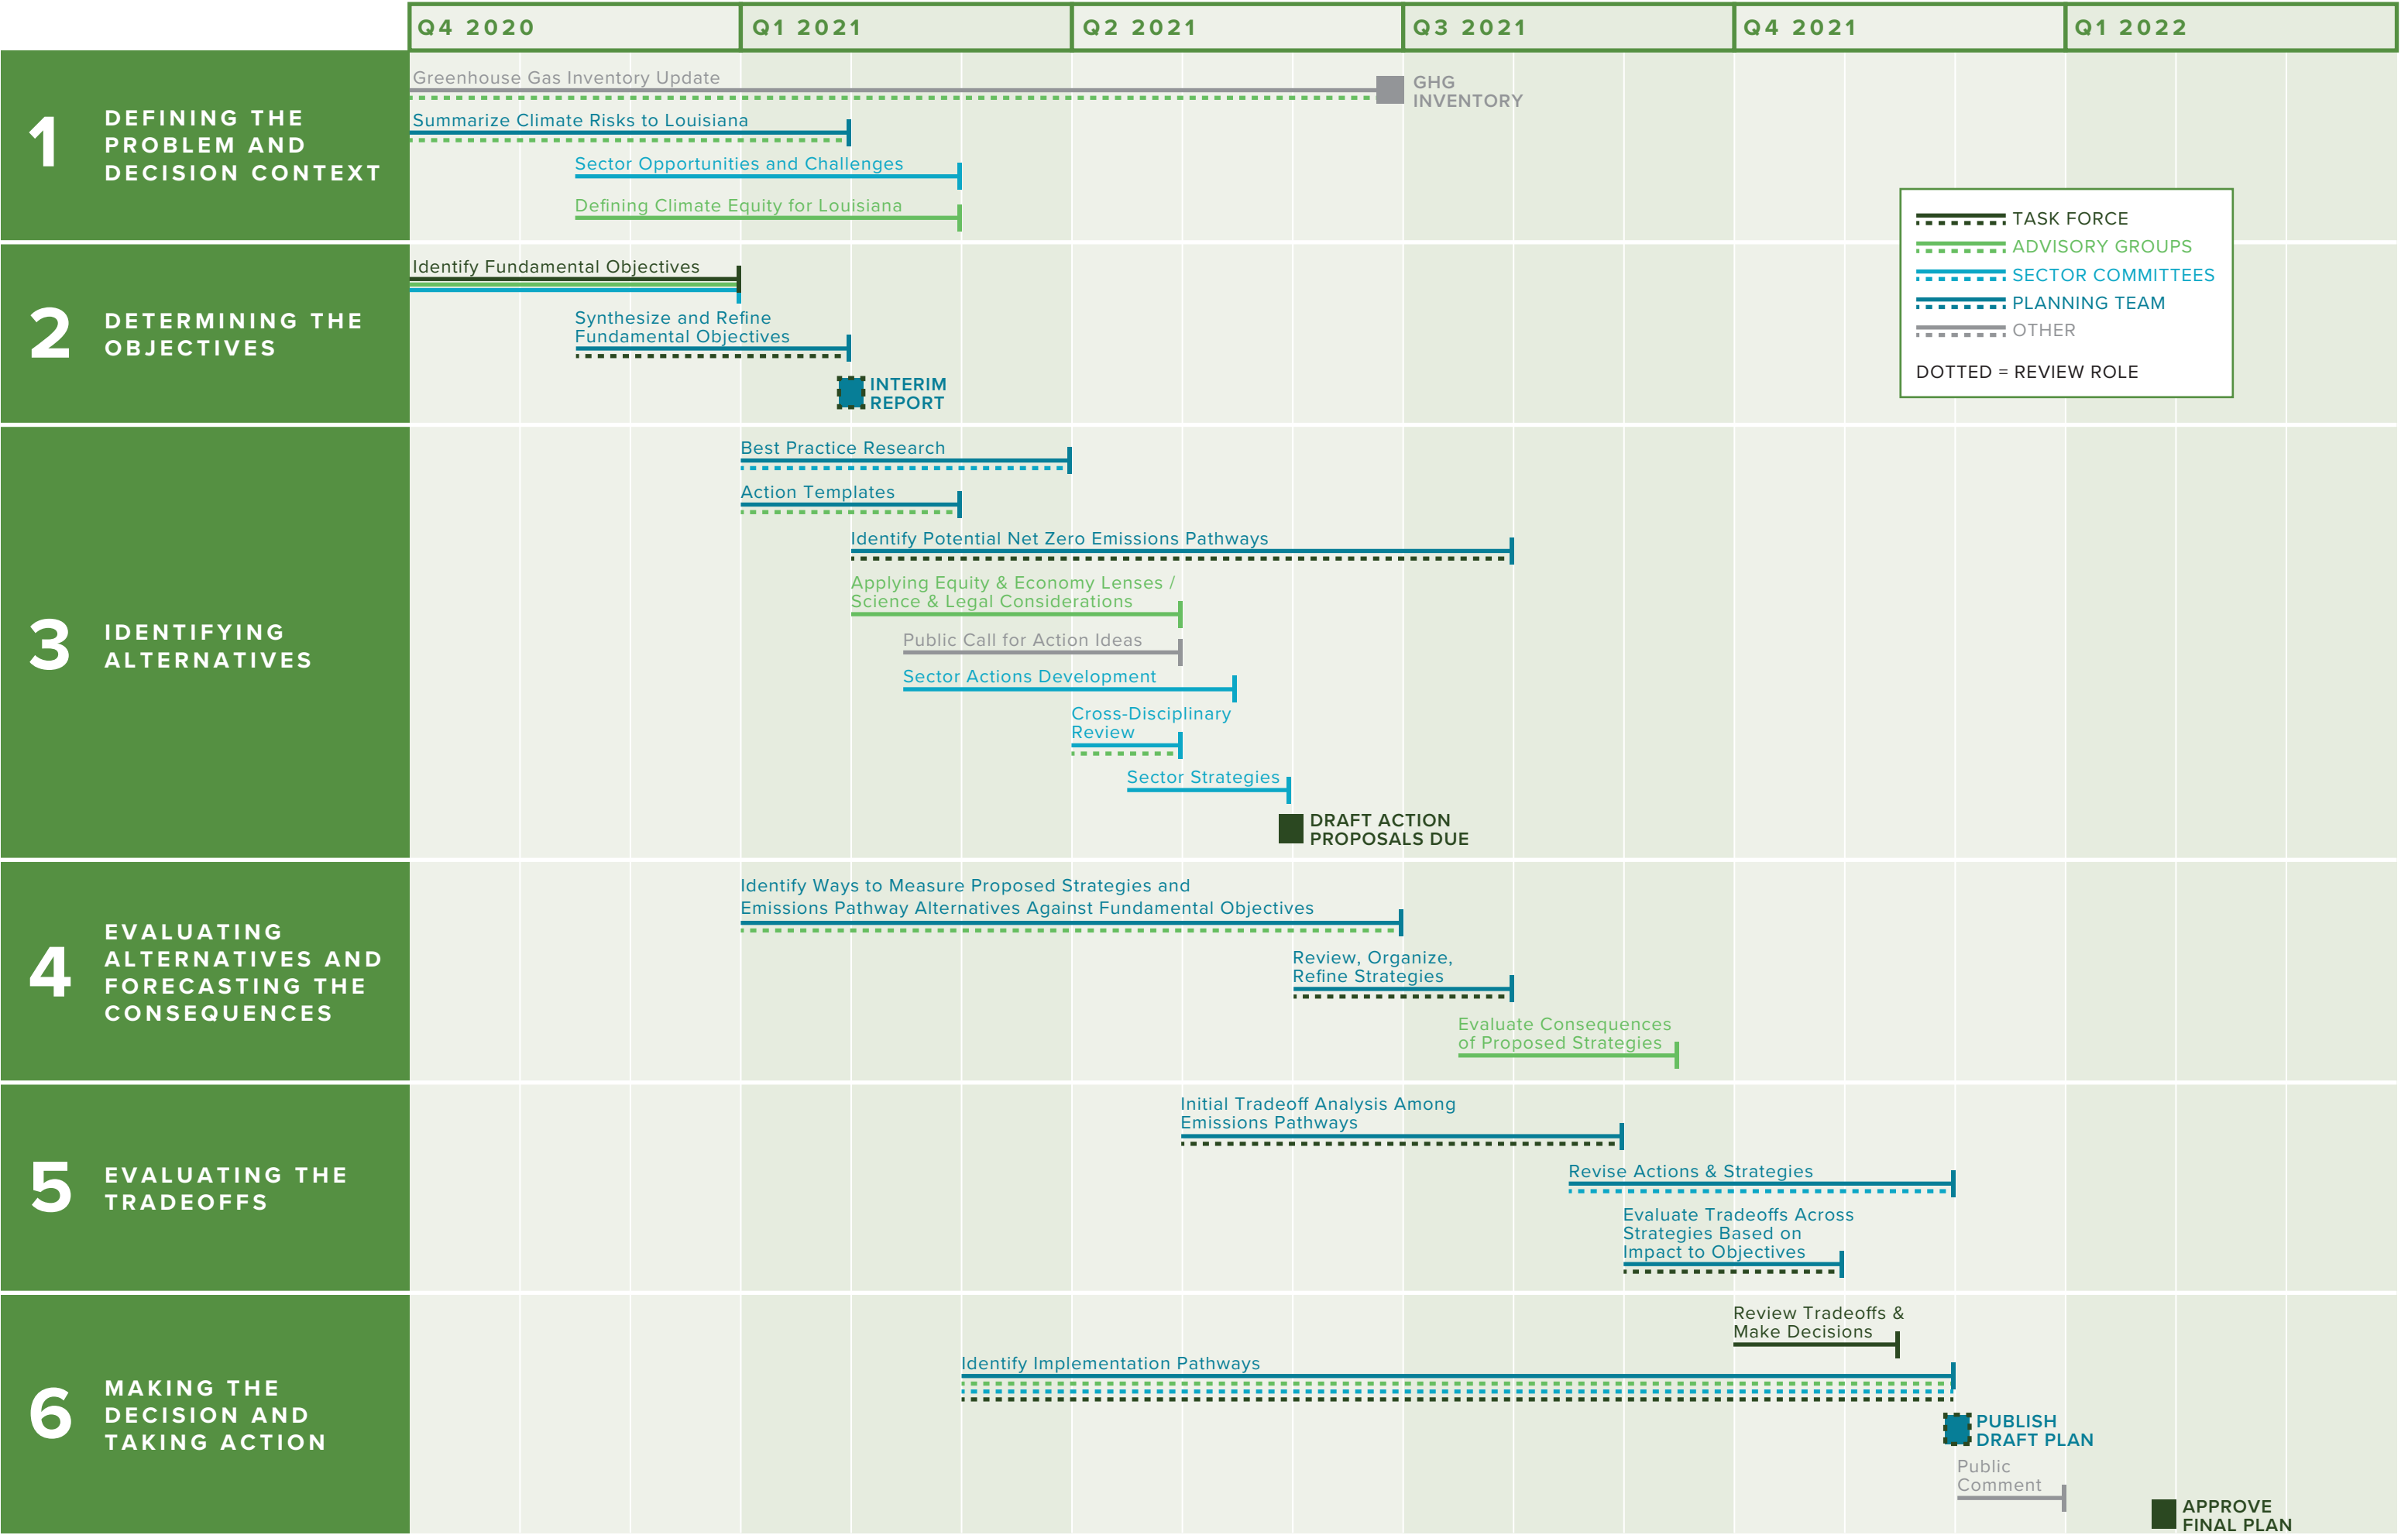 Q4 2020
Q1 2021
Q2 2021
Q3 2021
Q4 2021
Q1 2022
1
DEFINING THE
PROBLEM AND
DECISION CONTEXT
Greenhouse Gas Inventory Update
GHG
INVENTORY
Summarize Climate Risks to Louisiana
Sector Opportunities and Challenges
Defining Climate Equity for Louisiana
TASK FORCE
ADVISORY GROUPS
SECTOR COMMITTEES
PLANNING TEAM
OTHER
DOTTED = REVIEW ROLE
2
DETERMINING THE
OBJECTIVES
Identify Fundamental Objectives
Synthesize and Refine
Fundamental Objectives
INTERIM
REPORT
3
IDENTIFYING
ALTERNATIVES
Best Practice Research
Action Templates
Identify Potential Net Zero Emissions Pathways
Applying Equity & Economy Lenses /
Science & Legal Considerations
Public Call for Action Ideas
Sector Actions Development
Cross-Disciplinary
Review
Sector Strategies
DRAFT ACTION
PROPOSALS DUE
4
EVALUATING
ALTERNATIVES AND
FORECASTING THE
CONSEQUENCES
Identify Ways to Measure Proposed Strategies and
Emissions Pathway Alternatives Against Fundamental Objectives
Review, Organize,
Refine Strategies
Evaluate Consequences
of Proposed Strategies
5
EVALUATING THE
TRADEOFFS
Initial Tradeoff Analysis Among
Emissions Pathways
Revise Actions & Strategies
Evaluate Tradeoffs Across
Strategies Based on
Impact to Objectives
6
MAKING THE
DECISION AND
TAKING ACTION
Review Tradeoffs &
Make Decisions
Identify Implementation Pathways
PUBLISH
DRAFT PLAN
Public
Comment
APPROVE
FINAL PLAN